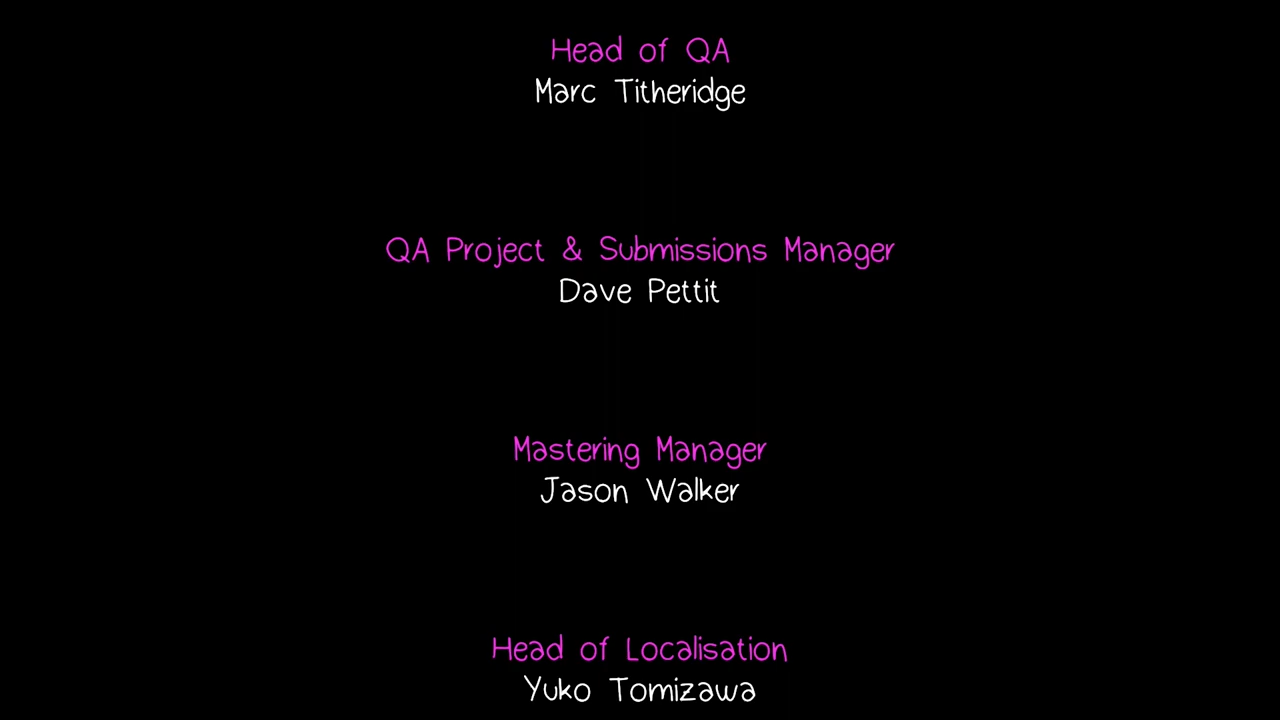 Head of QA
Marc Titheridge
QA Project & Submissions Manager
Dave Pettit
Mastering Manager
Jason Walker
Head of Localisation
Yuko Tomizawa